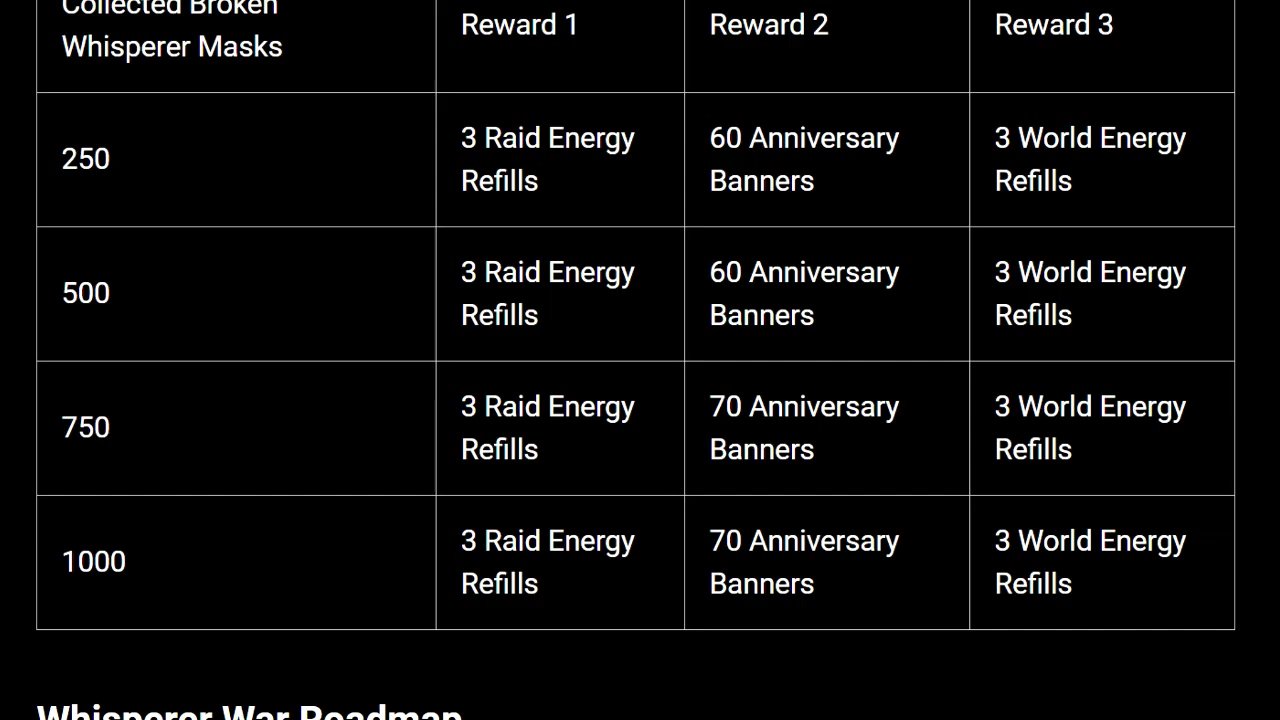 Collected Broken
Whisperer Masks
Reward 1
Reward 2
Reward 3
250
3 Raid Energy
Refills
60 Anniversary
Banners
3 World Energy
Refills
500
3 Raid Energy
Refills
60 Anniversary
Banners
3 World Energy
Refills
750
3 Raid Energy
Refills
70 Anniversary
Banners
3 World Energy
Refills
1000
3 Raid Energy
Refills
70 Anniversary
Banners
3 World Energy
Refills
Whisperer War Roadmap